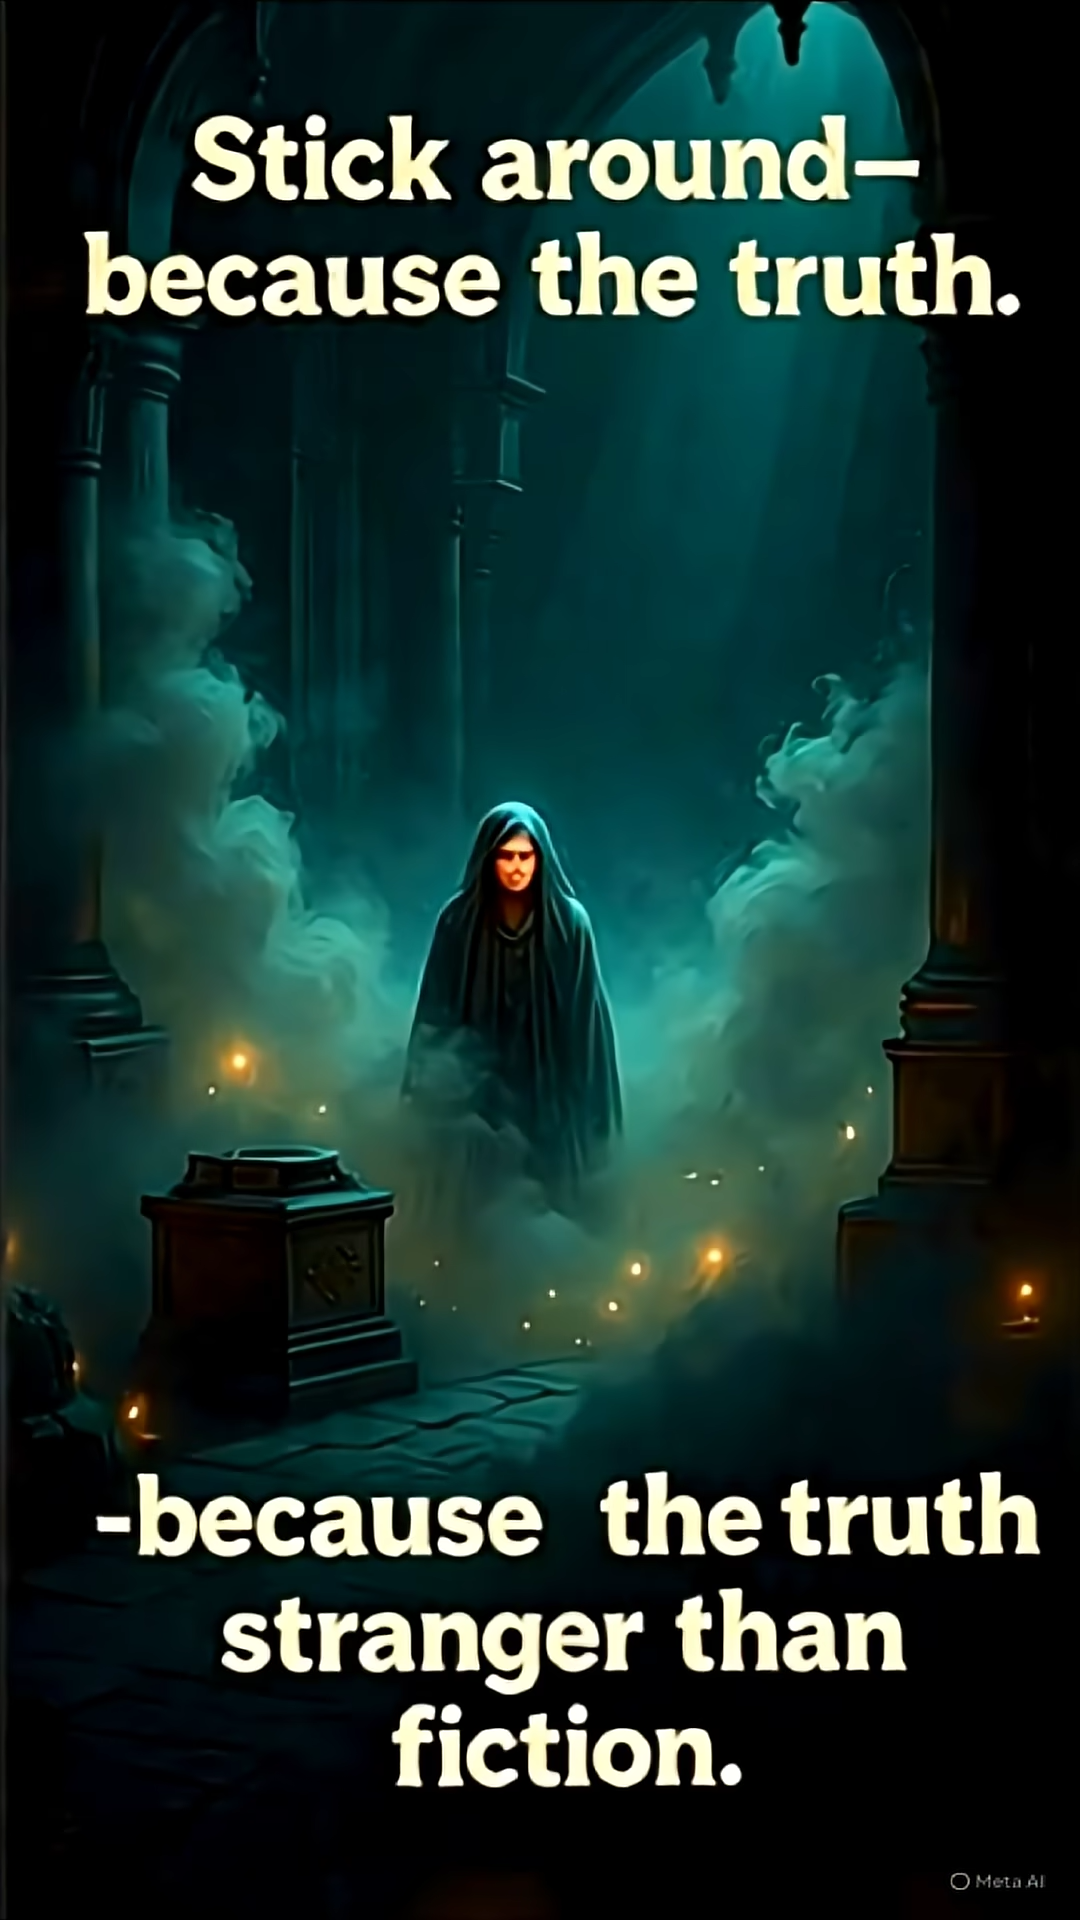 Stick around—
because the truth.
-because the truth
stranger than
fiction.
Meta AI